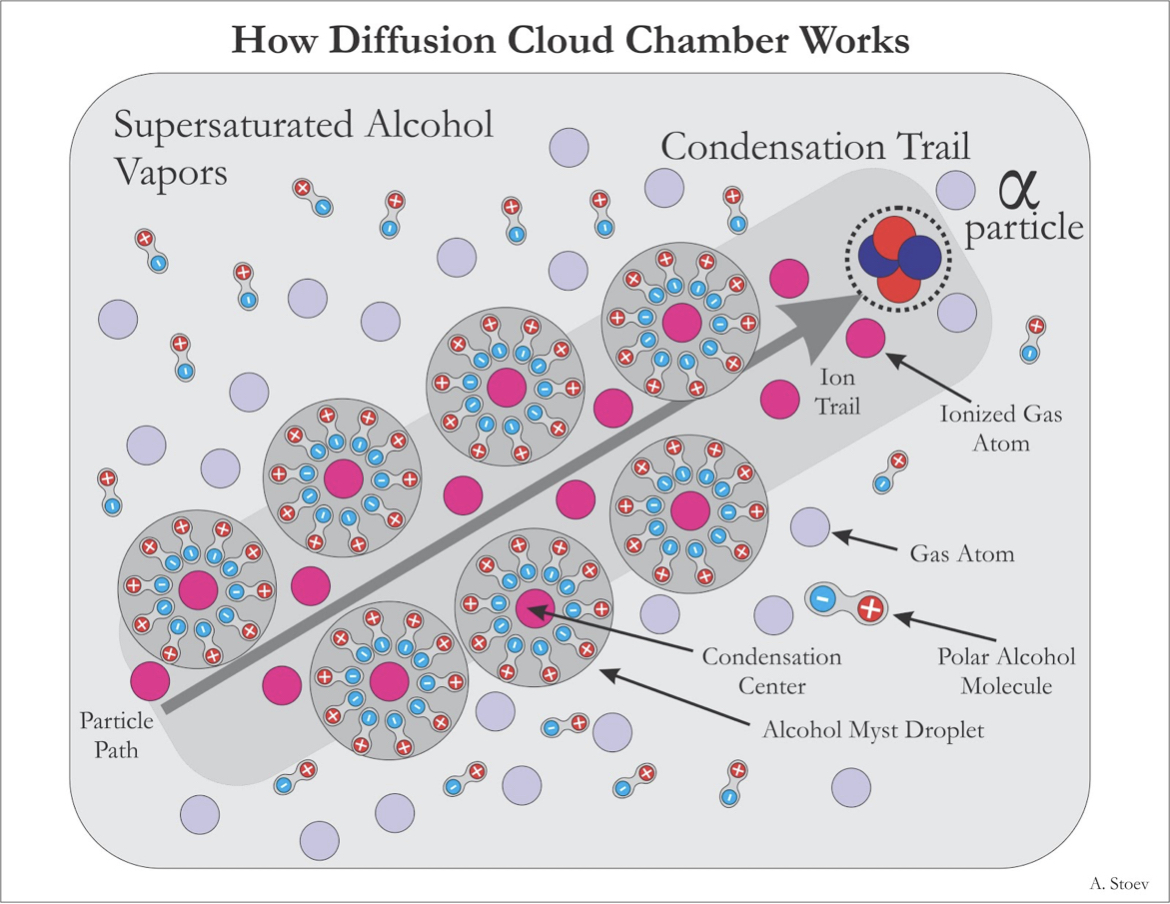 How Diffusion Cloud Chamber Works
Supersaturated Alcohol
Vapors
Condensation Trail
α
particle
Ion
Trail
Ionized Gas
Atom
Gas Atom
Condensation
Center
Polar Alcohol
Molecule
Particle
Path
Alcohol Myst Droplet
A. Stoev